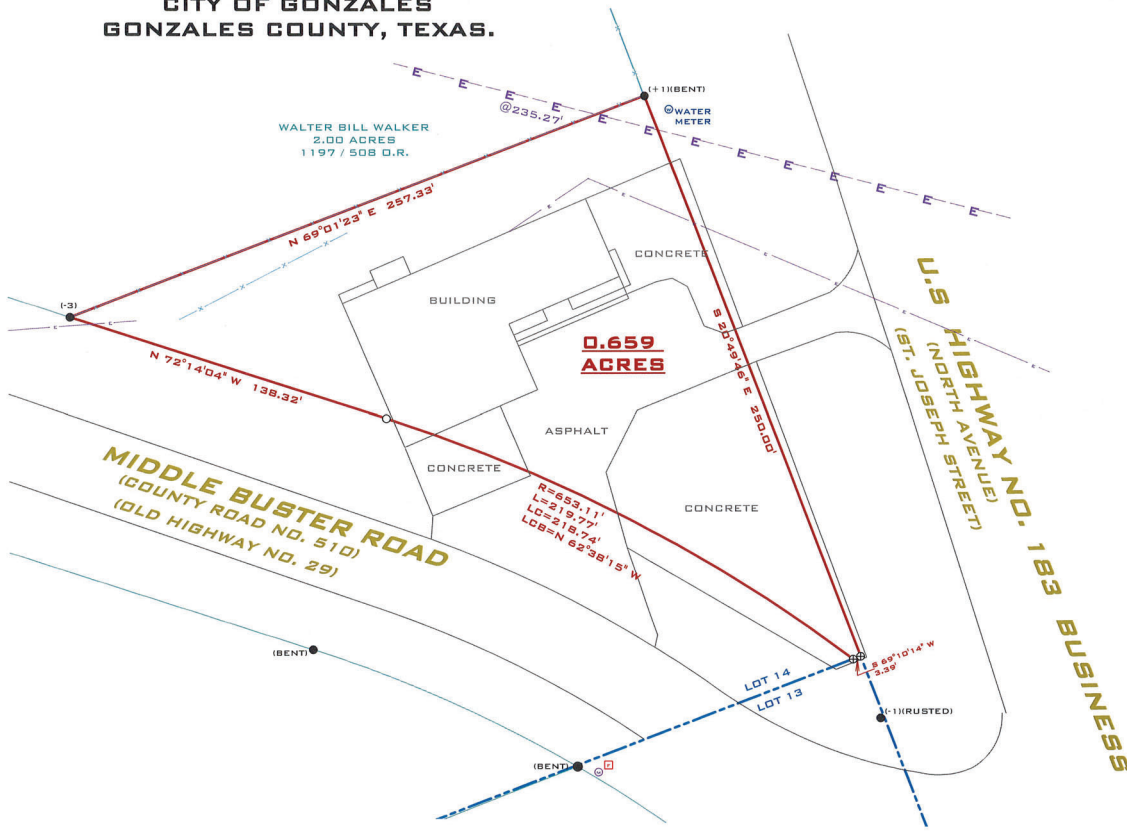 CITY OF GONZALES
GONZALES COUNTY, TEXAS.
(+1)(BENT)
E E E E E E E E E E E E E
@235.27'
W WATER
METER
WALTER BILL WALKER
2.00 ACRES
1197 / 508 O.R.
N 69°01'23" E 257.33'
(-3)
CONCRETE
BUILDING
0.659
ACRES
S 20°49'46" E 250.00'
U.S HIGHWAY NO. 183 BUSINESS
(NORTH AVENUE)
(ST. JOSEPH STREET)
N 72°14'04" W 138.32'
ASPHALT
CONCRETE
CONCRETE
MIDDLE BUSTER ROAD
(COUNTY ROAD NO. 510)
(OLD HIGHWAY NO. 29)
R=653.11'
L=219.77'
LC=218.74'
LCB=N 62°38'15" W
(BENT)
S 69°10'14" W
3.39'
LOT 14
LOT 13
(-1)(RUSTED)
(BENT)